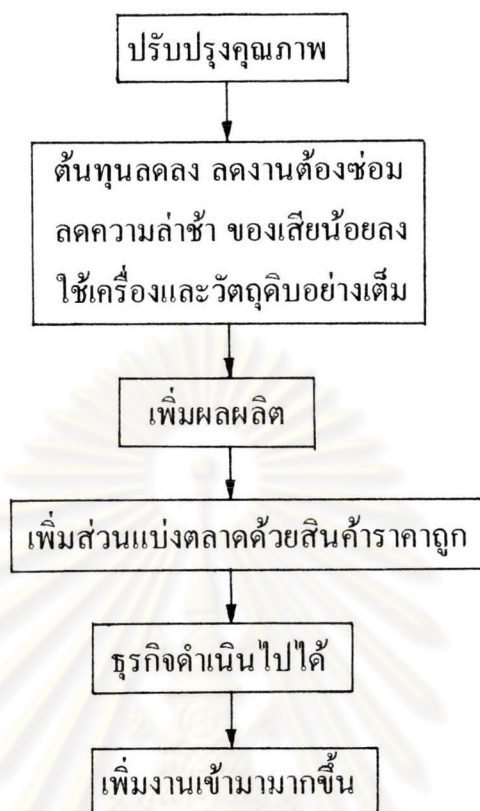 ปรับปรุงคุณภาพ
ต้นทุนลดลง ลดงานต้องซ่อม
ลดความล่าช้า ของเสียน้อยลง
ใช้เครื่องและวัตถุดิบอย่างเต็ม
เพิ่มผลผลิต
เพิ่มส่วนแบ่งตลาดด้วยสินค้าราคาถูก
ธุรกิจดำเนินไปได้
เพิ่มงานเข้ามามากขึ้น